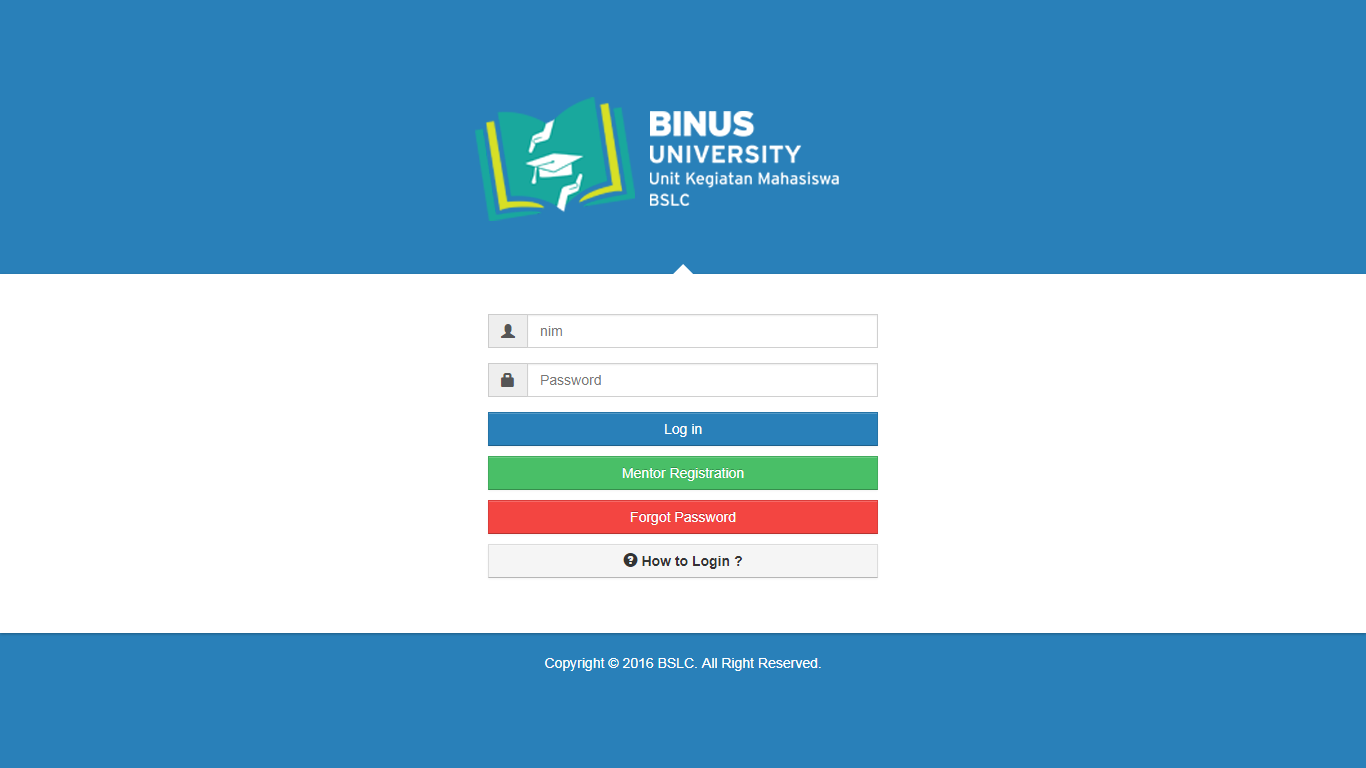 BINUS
UNIVERSITY
Unit Kegiatan Mahasiswa
BSLC
nim
Password
Log in
Mentor Registration
Forgot Password
How to Login ?
Copyright © 2016 BSLC. All Right Reserved.